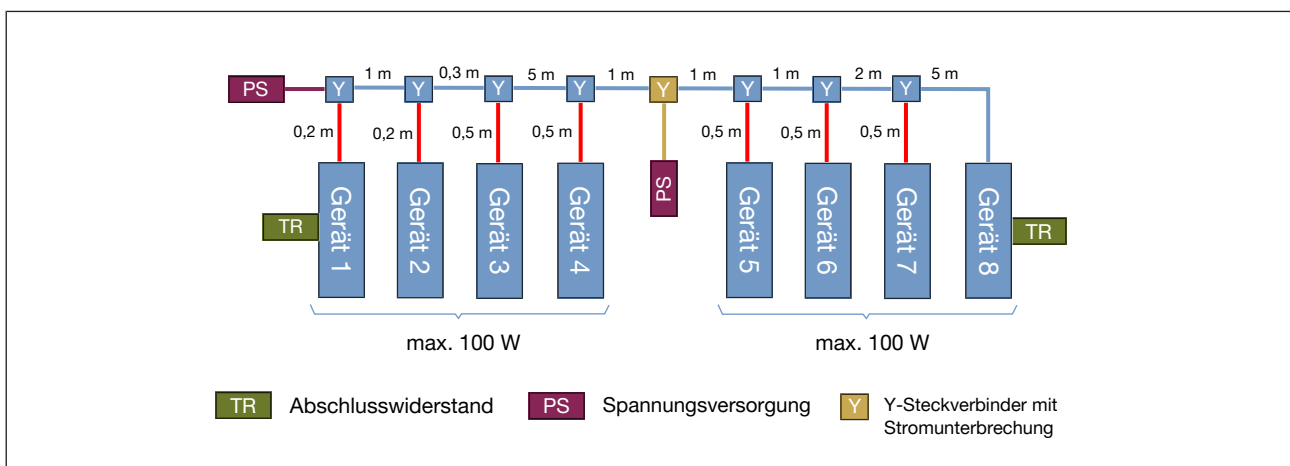 1 m 0,3 m 5 m 1 m 1 m 1 m 2 m 5 m
PS Y Y Y Y Y Y Y Y
0,2 m 0,2 m 0,5 m 0,5 m 0,5 m 0,5 m 0,5 m
PS
Gerät 1 Gerät 2 Gerät 3 Gerät 4 Gerät 5 Gerät 6 Gerät 7 Gerät 8
TR TR
max. 100 W max. 100 W
TR Abschlusswiderstand PS Spannungsversorgung Y Y-Steckverbinder mit
Stromunterbrechung